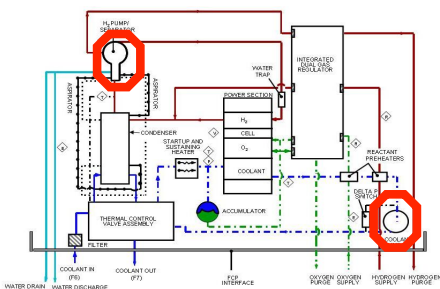 H₂ PUMP/
SEPARATOR
INTEGRATED
DUAL GAS
REGULATOR
WATER
TRAP
ASPIRATOR
ASPIRATOR
POWER SECTION
H₂
CELL
O₂
COOLANT
CONDENSER
STARTUP AND
SUSTAINING
HEATER
REACTANT
PREHEATERS
DELTA P
SWITCH
ACCUMULATOR
THERMAL CONTROL
VALVE ASSEMBLY
COOLANT
FILTER
COOLANT IN
(F6)
COOLANT OUT
(F7)
FCP
INTERFACE
OXYGEN
PURGE
OXYGEN
SUPPLY
HYDROGEN
SUPPLY
HYDROGEN
PURGE
WATER DRAIN
WATER DISCHARGE